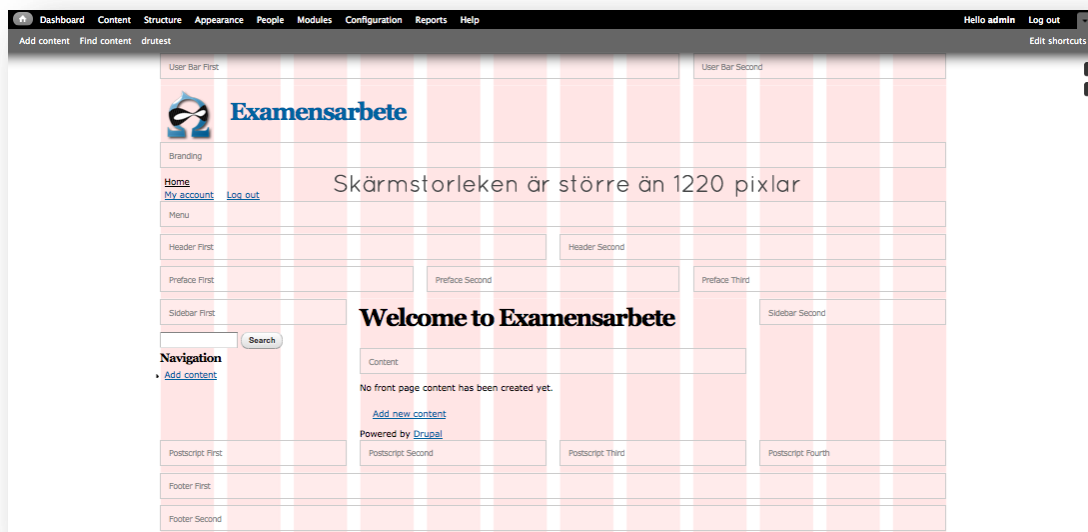 Dashboard Content Structure Appearance People Modules Configuration Reports Help Hello admin Log out
Add content Find content drutest Edit shortcuts
User Bar First User Bar Second
Examensarbete
Branding
Home
My account Log out
Skärmstorleken är större än 1220 pixlar
Menu
Header First Header Second
Preface First Preface Second Preface Third
Sidebar First
Welcome to Examensarbete
Sidebar Second
Search
Navigation
Add content
Content
No front page content has been created yet.
Add new content
Powered by Drupal
Postscript First Postscript Second Postscript Third Postscript Fourth
Footer First
Footer Second